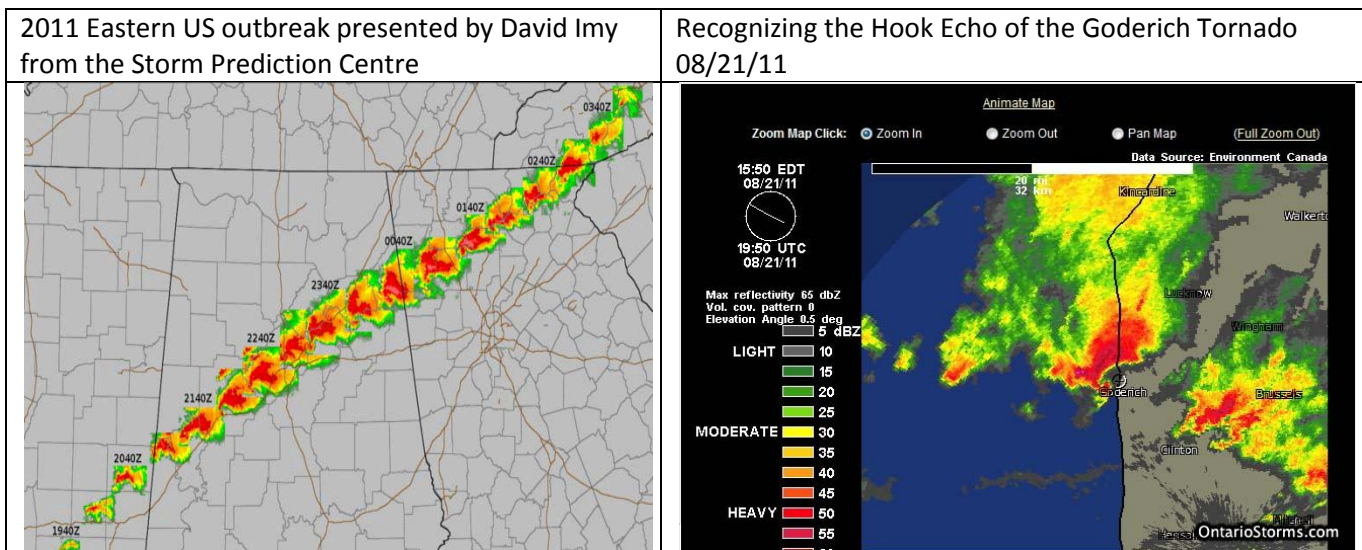 2011 Eastern US outbreak presented by David Imy
from the Storm Prediction Centre
0340Z
0240Z
0140Z
0040Z
2340Z
2240Z
2140Z
2040Z
1940Z
Recognizing the Hook Echo of the Goderich Tornado
08/21/11
Animate Map
Zoom Map Click: Zoom In Zoom Out Pan Map (Full Zoom Out)
Data Source: Environment Canada
15:50 EDT
08/21/11
20 mi
32 km
Kincardine
Walkerto
19:50 UTC
08/21/11
Lucknow
Max reflectivity 65 dbZ
Vol. cov. pattern 0
Elevation Angle 0.5 deg
5 dBZ
Wingham
LIGHT 10
15
20
Goderich
Brussels
25
MODERATE 30
35
Clinton
40
45
HEAVY 50
55
OntarioStorms.com